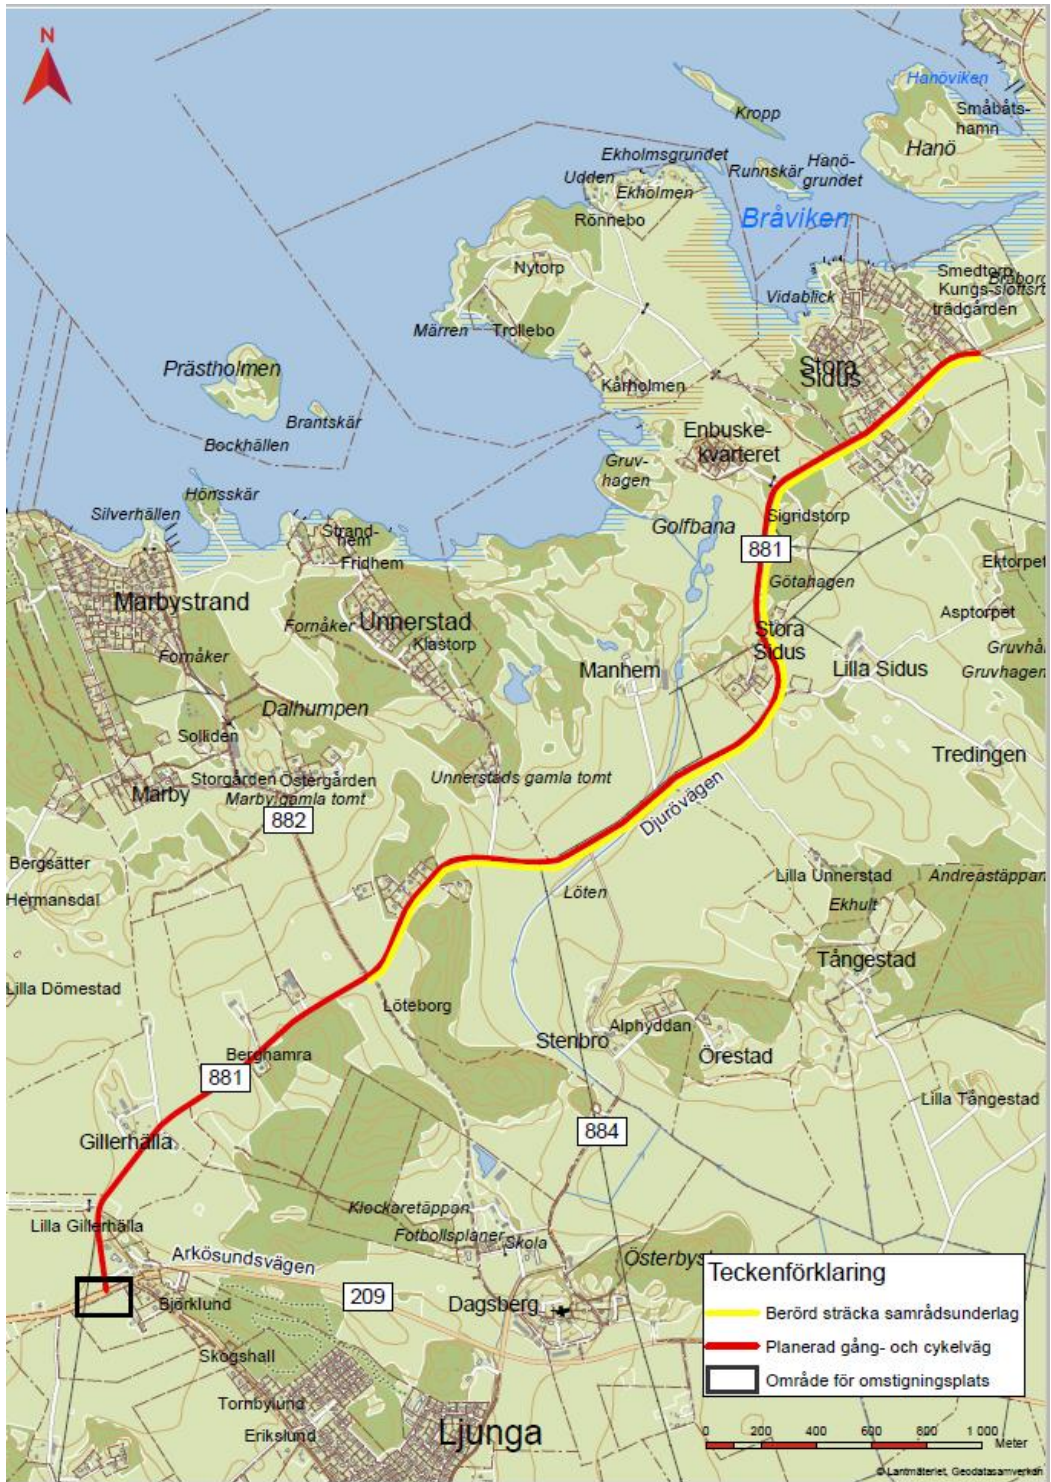 N
Hanöviken
Småbåts-
hamn
Kropp
Hanö
Ekholmsgrundet
Runnskär
Hanö-
grundet
Udden
Ekholmen
Rönnebo
Bråviken
Nytorp
Smedtorp
Kungs-
trädgården
Vidablick
Märren
Trollebo
Stora
Sidus
Prästholmen
Kårholmen
Brantskär
Bockhällen
Enbuske-
kvarteret
Gruv-
hagen
Hönsskär
Silverhällen
Golfbana
Sigridstorp
Strand-
hem
Fridhem
881
Götahagen
Ektorpet
Marbystrand
Unnerstad
Fornåker
Klastorp
Asptorpet
Stora
Sidus
Fornåker
Manhem
Lilla Sidus
Gruvhagen
Dalhumpen
Solliden
Tredingen
Storgården
Östergården
Unnerstads gamla tomt
Marby
Marby gamla tomt
882
Djurövägen
Bergsätter
Lilla Unnerstad
Andreastäppan
Löten
Hermansdal
Ekhult
Tångestad
Lilla Dömestad
Löteborg
Alphyddan
Stenbro
Örestad
Berghamra
881
Lilla Tångestad
884
Gillerhälla
Klockaretäppan
Lilla Gillerhälla
Fotbollsplaner
Skola
Arkösundsvägen
Björklund
209
Dagsberg
Skogshall
Tornbylund
Erikslund
Ljunga
Teckenförklaring
Berörd sträcka samrådsunderlag
Planerad gång- och cykelväg
Område för omstigningsplats
0 200 400 600 800 1 000
Meter
© Lantmäteriet, Geodatasamverkan